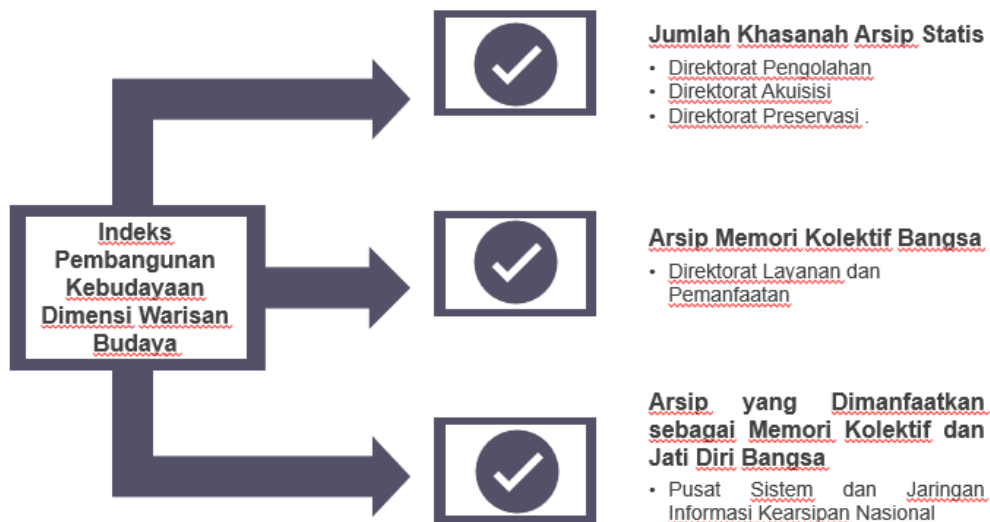 Indeks
Pembangunan
Kebudayaan
Dimensi Warisan
Budaya
Jumlah Khasanah Arsip Statis
• Direktorat Pengolahan
• Direktorat Akuisisi
• Direktorat Preservasi .
Arsip Memori Kolektif Bangsa
• Direktorat Layanan dan
Pemanfaatan
Arsip yang Dimanfaatkan
sebagai Memori Kolektif dan
Jati Diri Bangsa
• Pusat Sistem dan Jaringan
Informasi Kearsipan Nasional